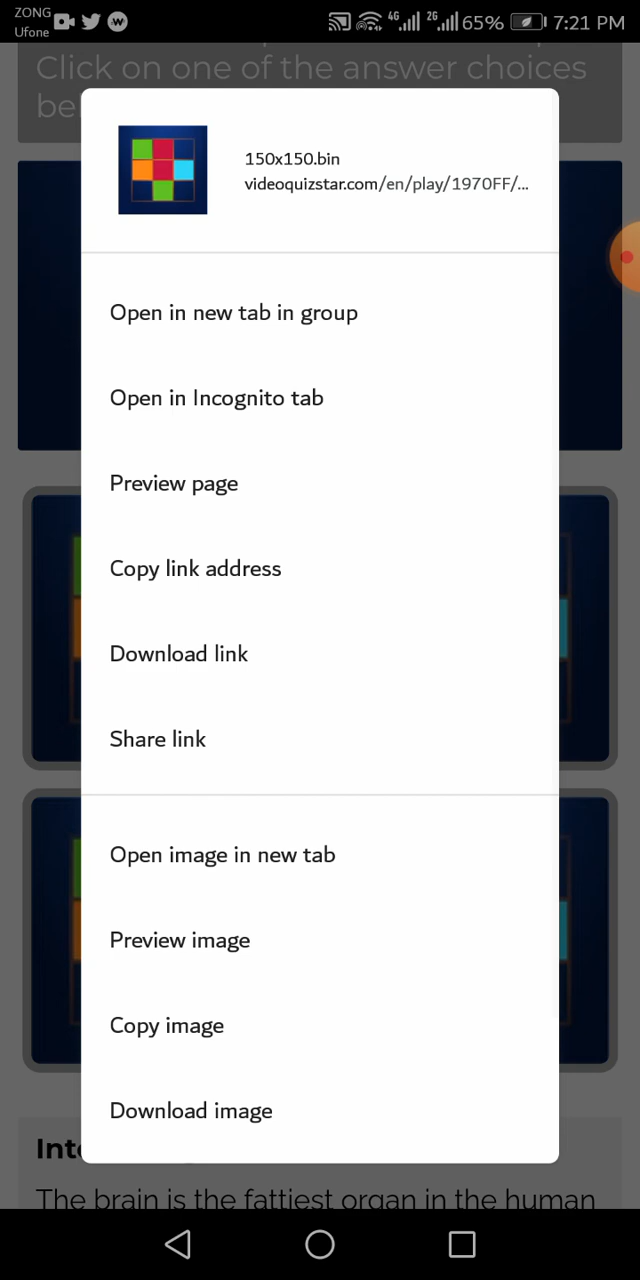 ZONG
Ufone
4G
2G
65%
7:21 PM
Click on one of the answer choices
150x150.bin
videoquizstar.com/en/play/1970FF/...
Open in new tab in group
Open in Incognito tab
Preview page
Copy link address
Download link
Share link
Open image in new tab
Preview image
Copy image
Download image
The brain is the fattiest organ in the human